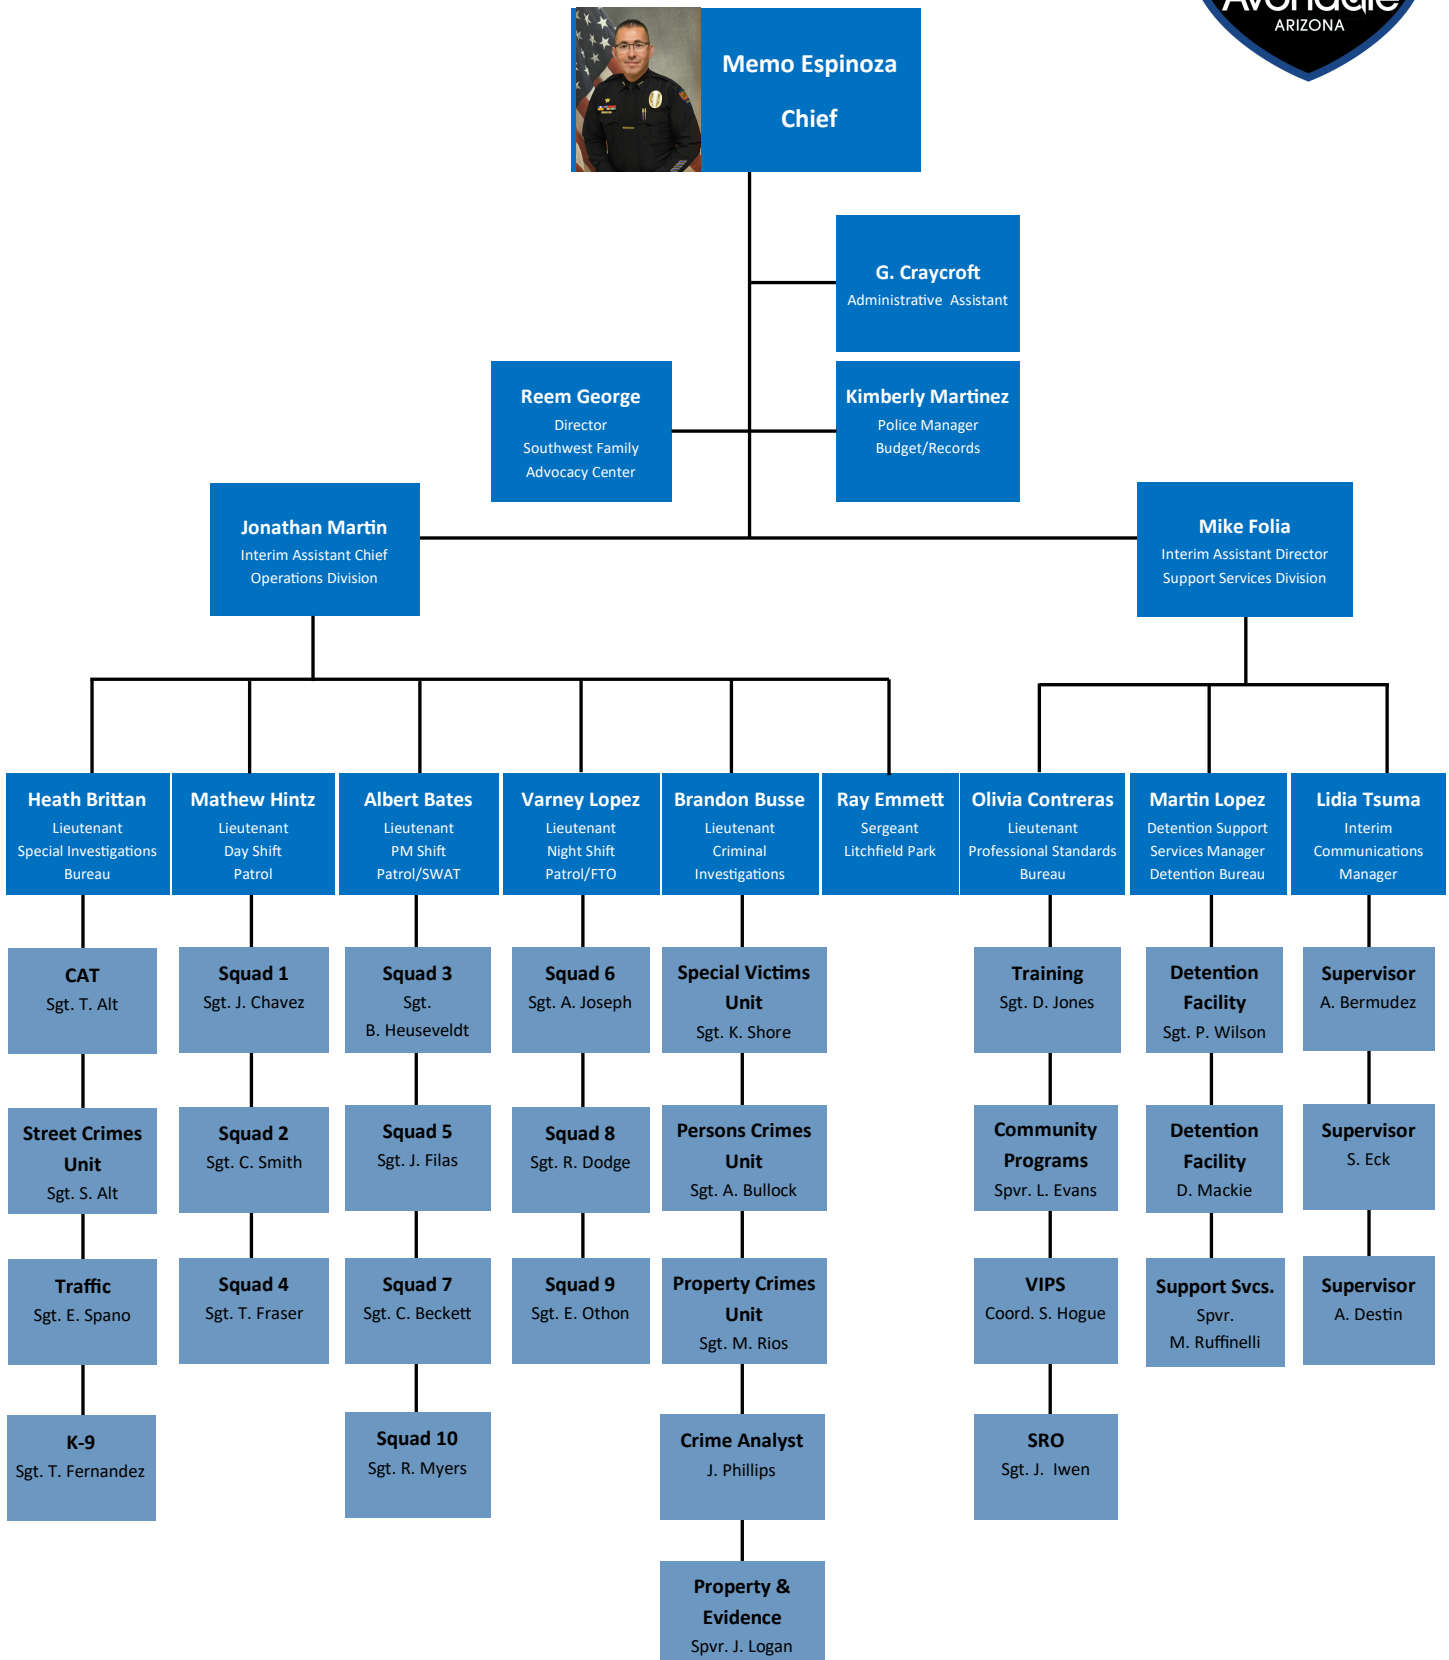 Avondale
ARIZONA
Memo Espinoza
Chief
G. Craycroft
Administrative Assistant
Reem George
Director
Southwest Family
Advocacy Center
Kimberly Martinez
Police Manager
Budget/Records
Jonathan Martin
Interim Assistant Chief
Operations Division
Mike Folia
Interim Assistant Director
Support Services Division
Heath Brittan
Lieutenant
Special Investigations
Bureau
Mathew Hintz
Lieutenant
Day Shift
Patrol
Albert Bates
Lieutenant
PM Shift
Patrol/SWAT
Varney Lopez
Lieutenant
Night Shift
Patrol/FTO
Brandon Busse
Lieutenant
Criminal
Investigations
Ray Emmett
Sergeant
Litchfield Park
Olivia Contreras
Lieutenant
Professional Standards
Bureau
Martin Lopez
Detention Support
Services Manager
Detention Bureau
Lidia Tsuma
Interim
Communications
Manager
CAT
Sgt. T. Alt
Squad 1
Sgt. J. Chavez
Squad 3
Sgt.
B. Heuseveldt
Squad 6
Sgt. A. Joseph
Special Victims
Unit
Sgt. K. Shore
Training
Sgt. D. Jones
Detention
Facility
Sgt. P. Wilson
Supervisor
A. Bermudez
Street Crimes
Unit
Sgt. S. Alt
Squad 2
Sgt. C. Smith
Squad 5
Sgt. J. Filas
Squad 8
Sgt. R. Dodge
Persons Crimes
Unit
Sgt. A. Bullock
Community
Programs
Spvr. L. Evans
Detention
Facility
D. Mackie
Supervisor
S. Eck
Traffic
Sgt. E. Spano
Squad 4
Sgt. T. Fraser
Squad 7
Sgt. C. Beckett
Squad 9
Sgt. E. Othon
Property Crimes
Unit
Sgt. M. Rios
VIPS
Coord. S. Hogue
Support Svcs.
Spvr.
M. Ruffinelli
Supervisor
A. Destin
K-9
Sgt. T. Fernandez
Squad 10
Sgt. R. Myers
Crime Analyst
J. Phillips
SRO
Sgt. J. Iwen
Property &
Evidence
Spvr. J. Logan